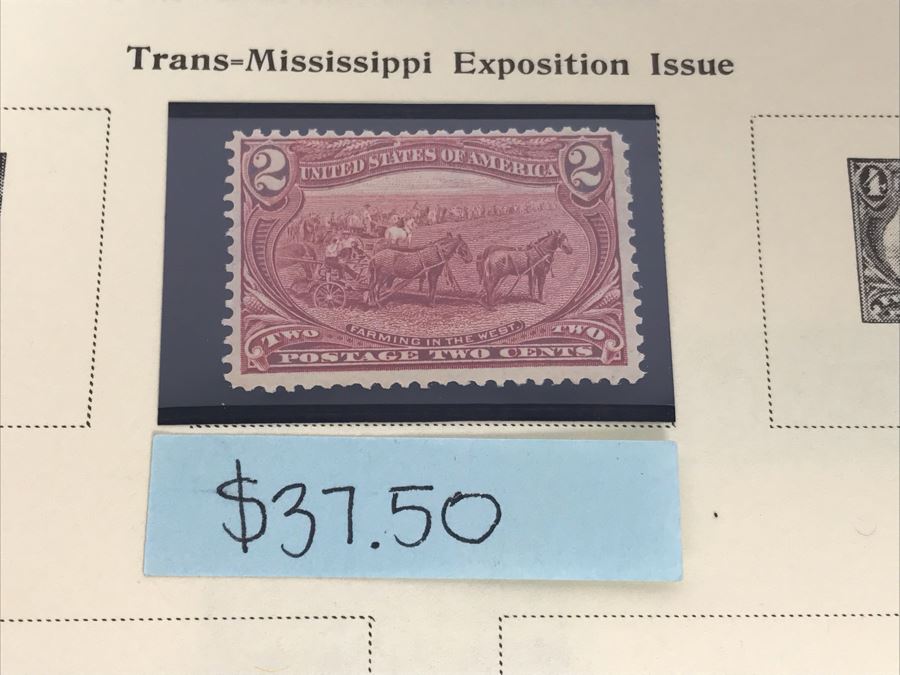 Trans=Mississippi Exposition Issue
2 UNITED STATES OF AMERICA 2
4
FARMING IN THE WEST.
TWO TWO
POSTAGE TWO CENTS
$37.50